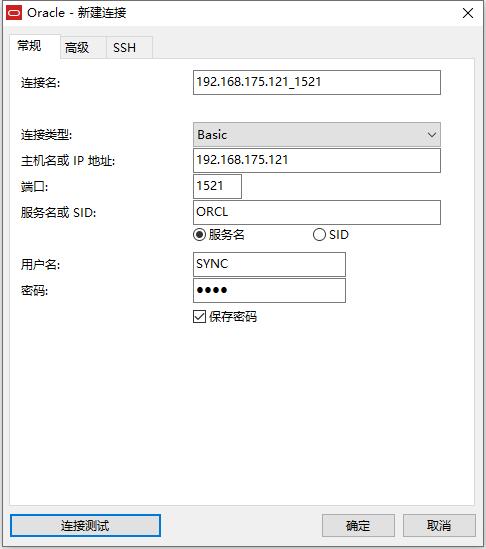 Oracle - 新建连接
常规 高级 SSH
连接名: 192.168.175.121_1521
连接类型: Basic
主机名或 IP 地址: 192.168.175.121
端口: 1521
服务名或 SID: ORCL
服务名 SID
用户名: SYNC
密码: ●●●●
保存密码
连接测试 确定 取消